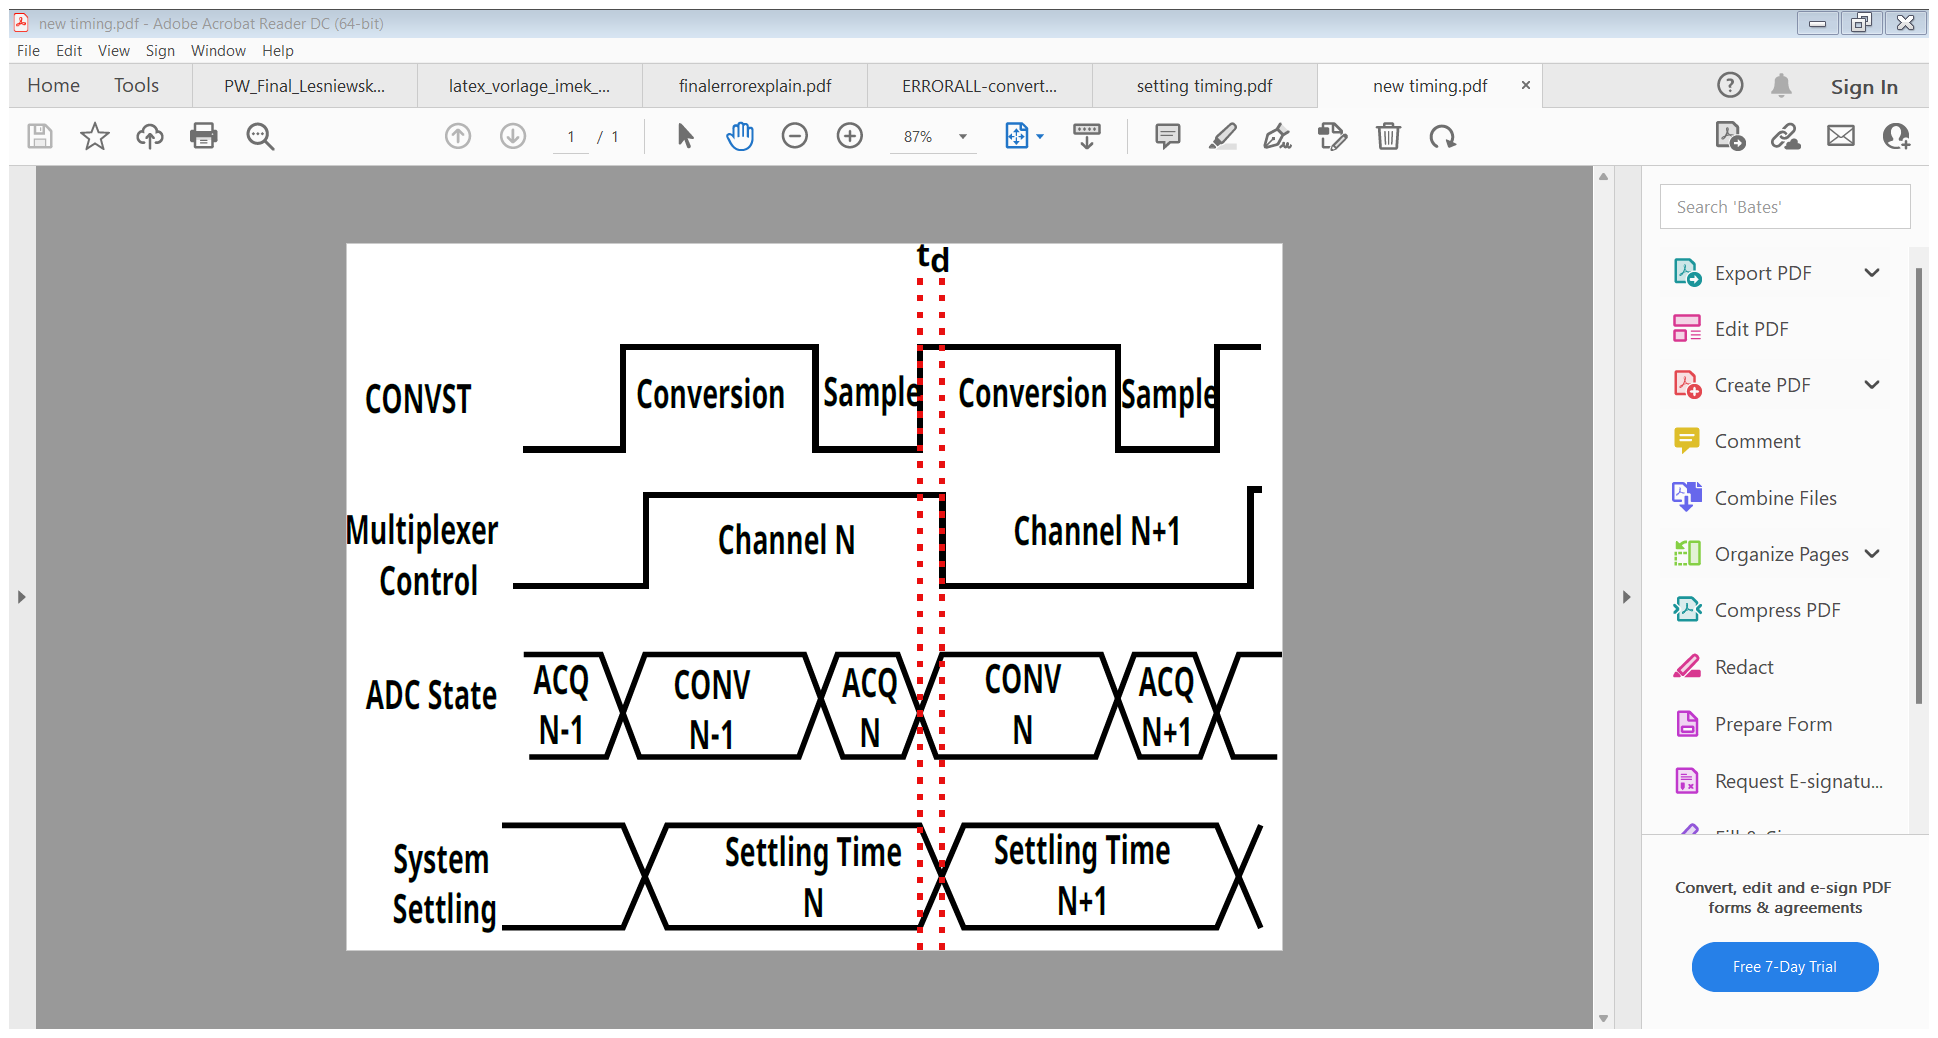 new timing.pdf - Adobe Acrobat Reader DC (64-bit)
File Edit View Sign Window Help
Home Tools PW_Final_Lesniewsk... latex_vorlage_imek_... finalerrorexplain.pdf ERRORALL-convert... setting timing.pdf new timing.pdf × Sign In
1 / 1 87%
Search 'Bates'
Export PDF
Edit PDF
Create PDF
Comment
Combine Files
Organize Pages
Compress PDF
Redact
Prepare Form
Request E-signatu...
Convert, edit and e-sign PDF
forms & agreements
Free 7-Day Trial
td
CONVST
Conversion Sample Conversion Sample
Multiplexer
Control
Channel N Channel N+1
ADC State
ACQ
N-1
CONV
N-1
ACQ
N
CONV
N
ACQ
N+1
System
Settling
Settling Time
N
Settling Time
N+1